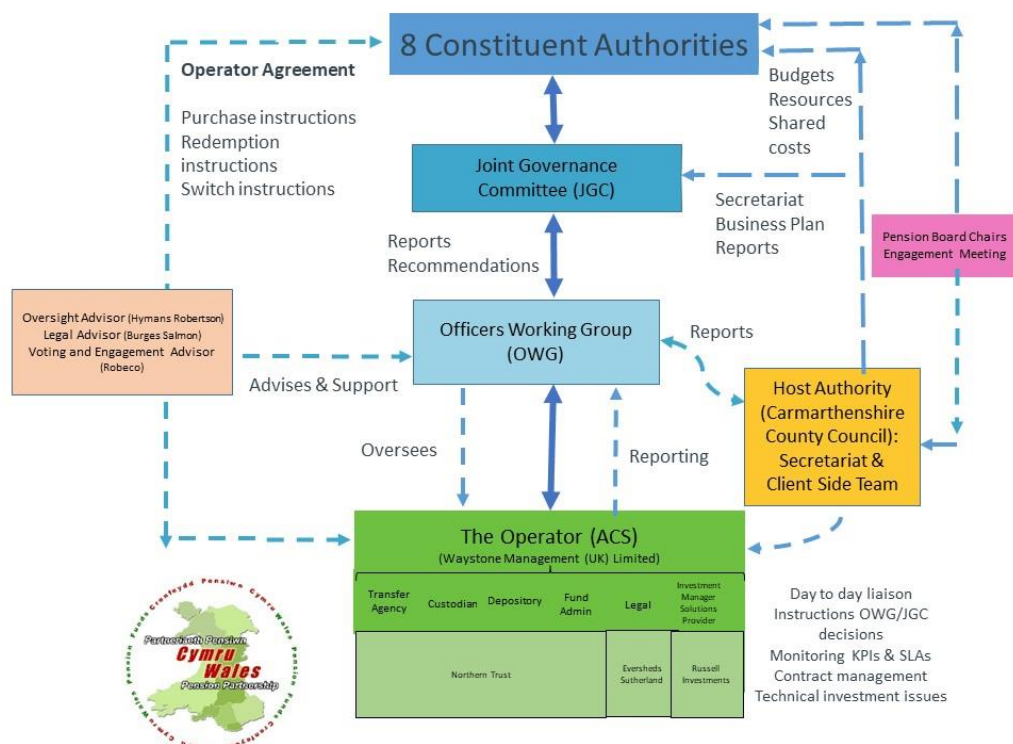 8 Constituent Authorities
Operator Agreement
Purchase instructions
Redemption
instructions
Switch instructions
Budgets
Resources
Shared
costs
Joint Governance
Committee (JGC)
Secretariat
Business Plan
Reports
Pension Board Chairs
Engagement Meeting
Reports
Recommendations
Oversight Advisor (Hymans Robertson)
Legal Advisor (Burges Salmon)
Voting and Engagement Advisor
(Robeco)
Advises & Support
Officers Working Group
(OWG)
Reports
Host Authority
(Carmarthenshire
County Council):
Secretariat &
Client Side Team
Oversees
Reporting
The Operator (ACS)
(Waystone Management (UK) Limited)
Transfer
Agency
Custodian
Depository
Fund
Admin
Legal
Investment
Manager
Solutions
Provider
Northern Trust
Eversheds
Sutherland
Russell
Investments
Day to day liaison
Instructions OWG/JGC
decisions
Monitoring KPIs & SLAs
Contract management
Technical investment issues
Partneriaeth Pensiwn
Cymru
Wales
Pension Partnership